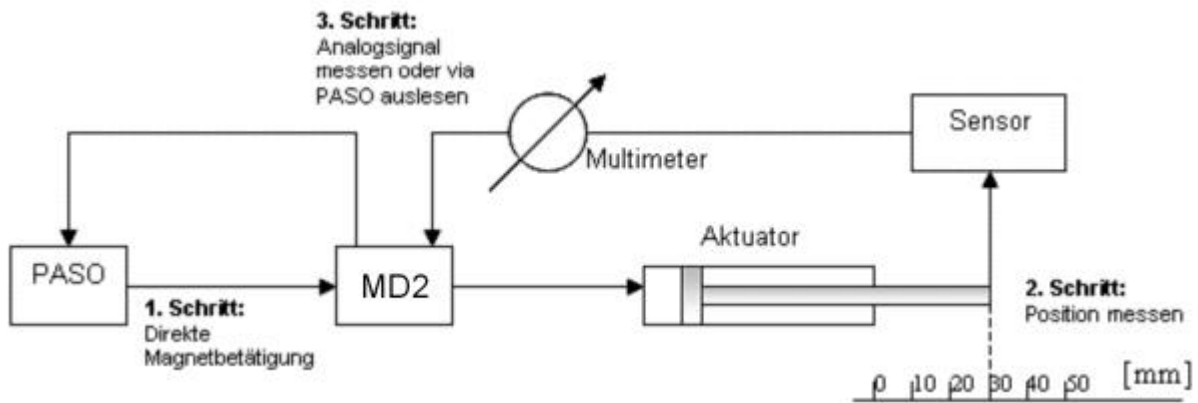 3. Schritt:
Analogsignal
messen oder via
PASO auslesen
Sensor
Multimeter
Aktuator
PASO
MD2
1. Schritt:
Direkte
Magnetbetätigung
2. Schritt:
Position messen
0 10 20 30 40 50 [mm]